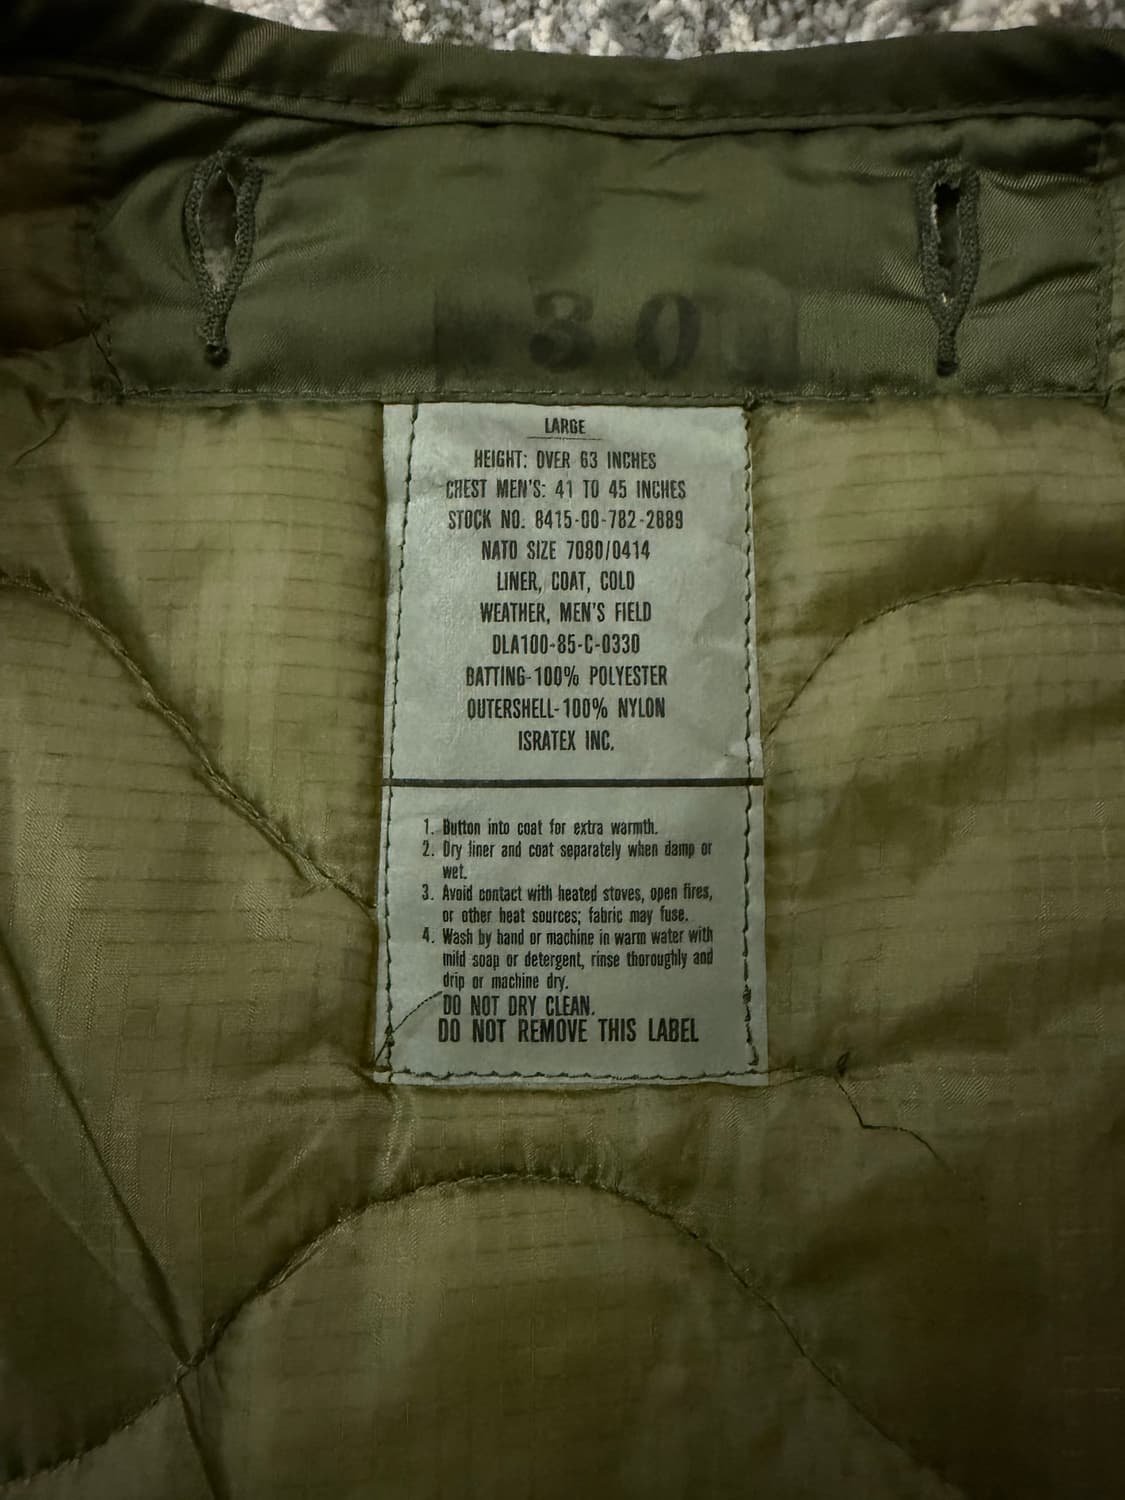 30
LARGE
HEIGHT: OVER 63 INCHES
CHEST MEN'S: 41 TO 45 INCHES
STOCK NO. 8415-00-782-2889
NATO SIZE 7080/0414
LINER, COAT, COLD
WEATHER, MEN'S FIELD
DLA100-85-C-0330
BATTING-100% POLYESTER
OUTERSHELL-100% NYLON
ISRATEX INC.
1. Button into coat for extra warmth.
2. Dry liner and coat separately when damp or
wet.
3. Avoid contact with heated stoves, open fires,
or other heat sources; fabric may fuse.
4. Wash by hand or machine in warm water with
mild soap or detergent, rinse thoroughly and
drip or machine dry.
DO NOT DRY CLEAN.
DO NOT REMOVE THIS LABEL